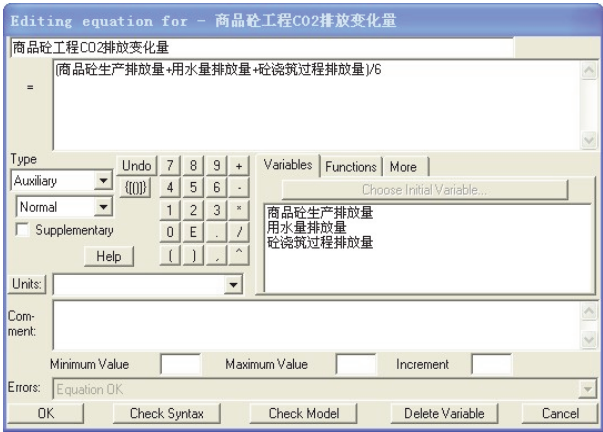 Editing equation for - 商品砼工程CO2排放变化量
商品砼工程CO2排放变化量
=
(商品砼生产排放量+用水量排放量+砼浇筑过程排放量)/6
Type
Undo 7 8 9 +
Variables Functions More
Auxiliary
{[()]} 4 5 6 -
Choose Initial Variable...
Normal
1 2 3 *
商品砼生产排放量
Supplementary
0 E . /
用水量排放量
砼浇筑过程排放量
Help
( ) , ^
Units:
Com-
ment:
Minimum Value Maximum Value Increment
Errors: Equation OK
OK Check Syntax Check Model Delete Variable Cancel